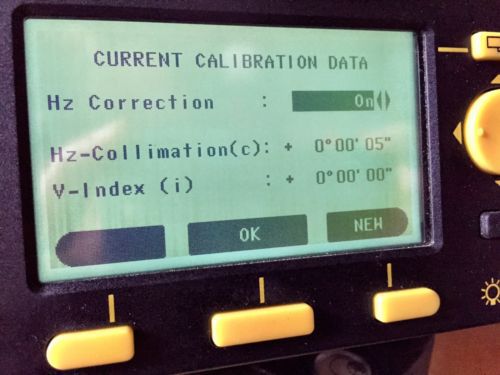 CURRENT CALIBRATION DATA
Hz Correction : On
Hz-Collimation(c): + 0°00'05"
V-Index (i) : + 0°00'00"
OK NEW